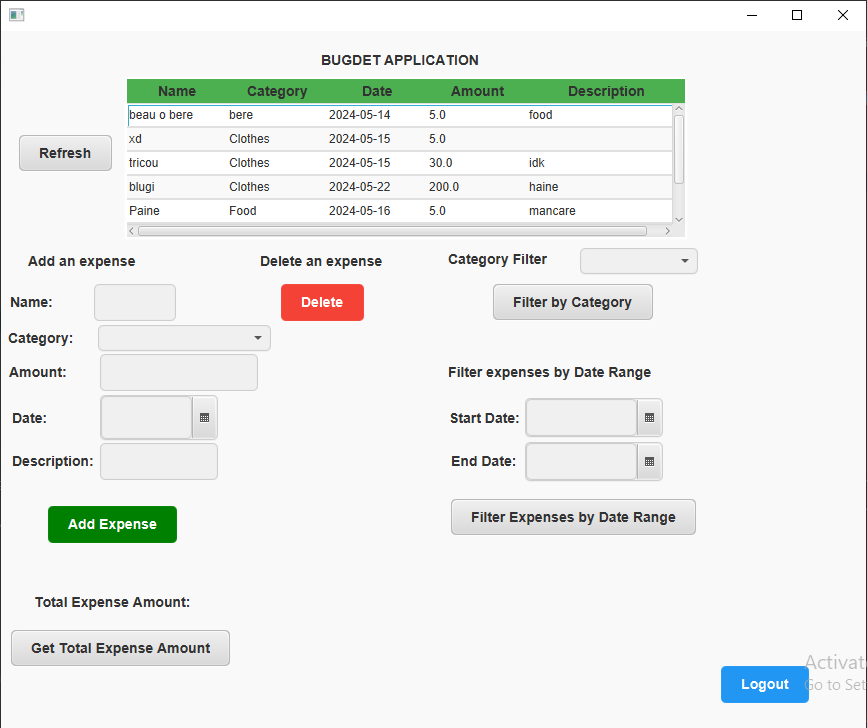 BUGDET APPLICATION
Name Category Date Amount Description
beau o bere bere 2024-05-14 5.0 food
xd Clothes 2024-05-15 5.0
tricou Clothes 2024-05-15 30.0 idk
blugi Clothes 2024-05-22 200.0 haine
Paine Food 2024-05-16 5.0 mancare
Refresh
Add an expense
Delete an expense
Category Filter
Name:
Delete
Filter by Category
Category:
Amount:
Filter expenses by Date Range
Date:
Start Date:
Description:
End Date:
Add Expense
Filter Expenses by Date Range
Total Expense Amount:
Get Total Expense Amount
Logout
Activat
Go to Set